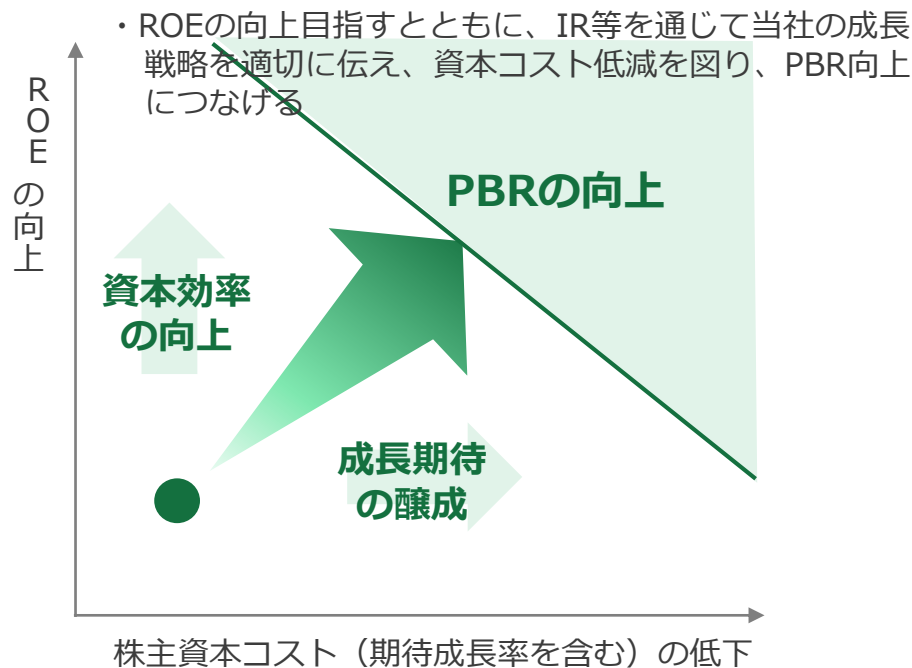 ・ROEの向上目指すとともに、IR等を通じて当社の成長
戦略を適切に伝え、資本コスト低減を図り、PBR向上
につなげる
ROEの向上
PBRの向上
資本効率
の向上
成長期待
の醸成
株主資本コスト（期待成長率を含む）の低下